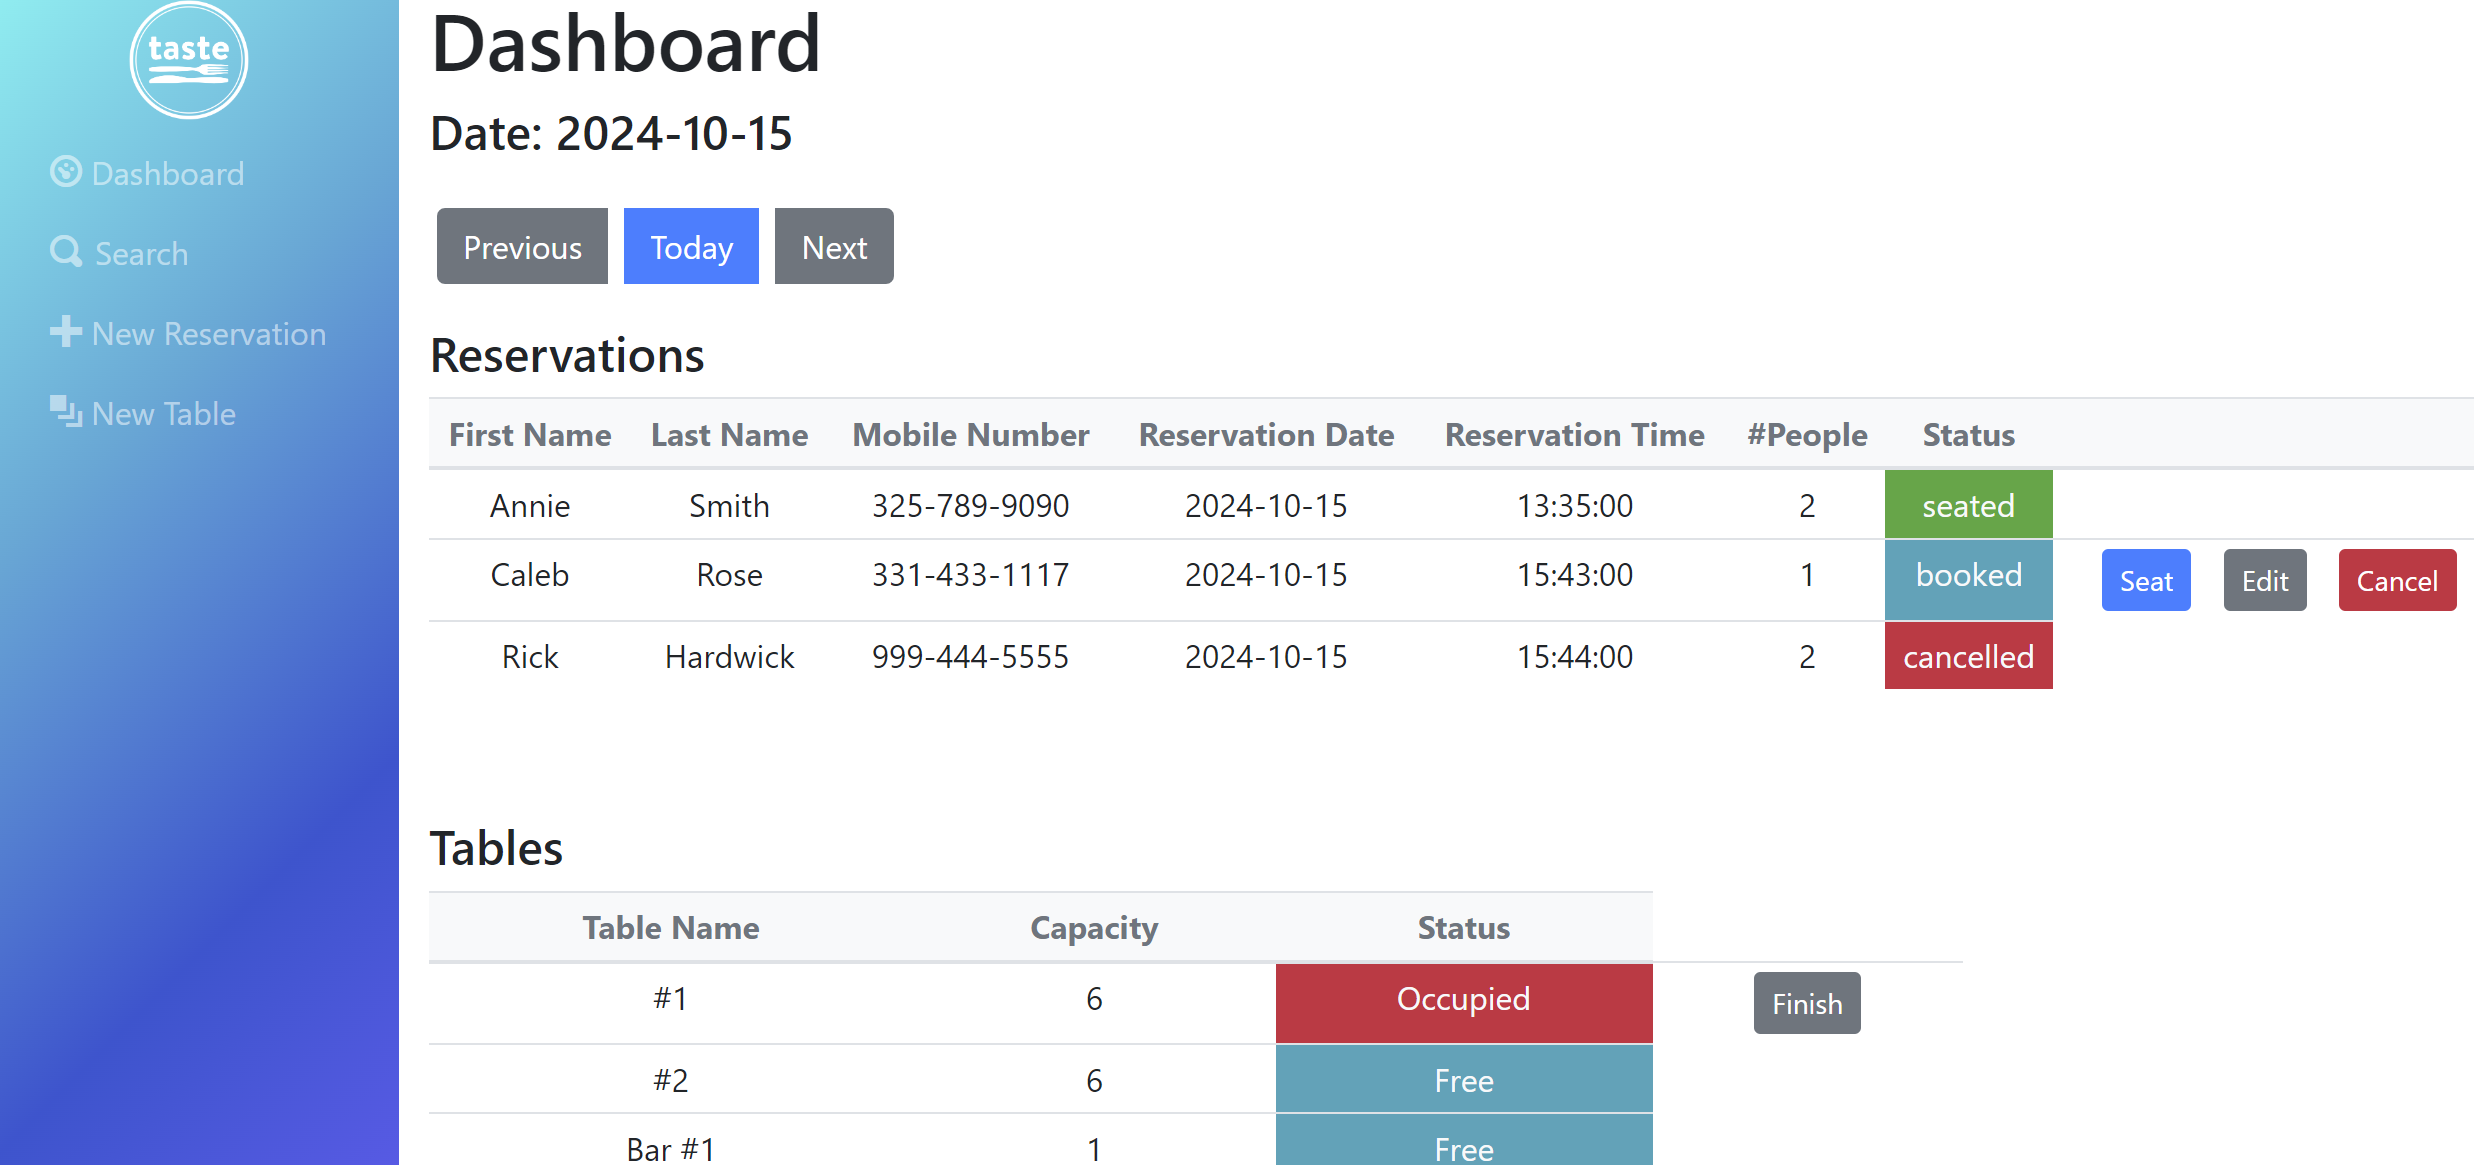 taste
Dashboard
Search
New Reservation
New Table
Dashboard
Date: 2024-10-15
Previous Today Next
Reservations
First Name Last Name Mobile Number Reservation Date Reservation Time #People Status
Annie Smith 325-789-9090 2024-10-15 13:35:00 2 seated
Caleb Rose 331-433-1117 2024-10-15 15:43:00 1 booked Seat Edit Cancel
Rick Hardwick 999-444-5555 2024-10-15 15:44:00 2 cancelled
Tables
Table Name Capacity Status
#1 6 Occupied Finish
#2 6 Free
Bar #1 1 Free